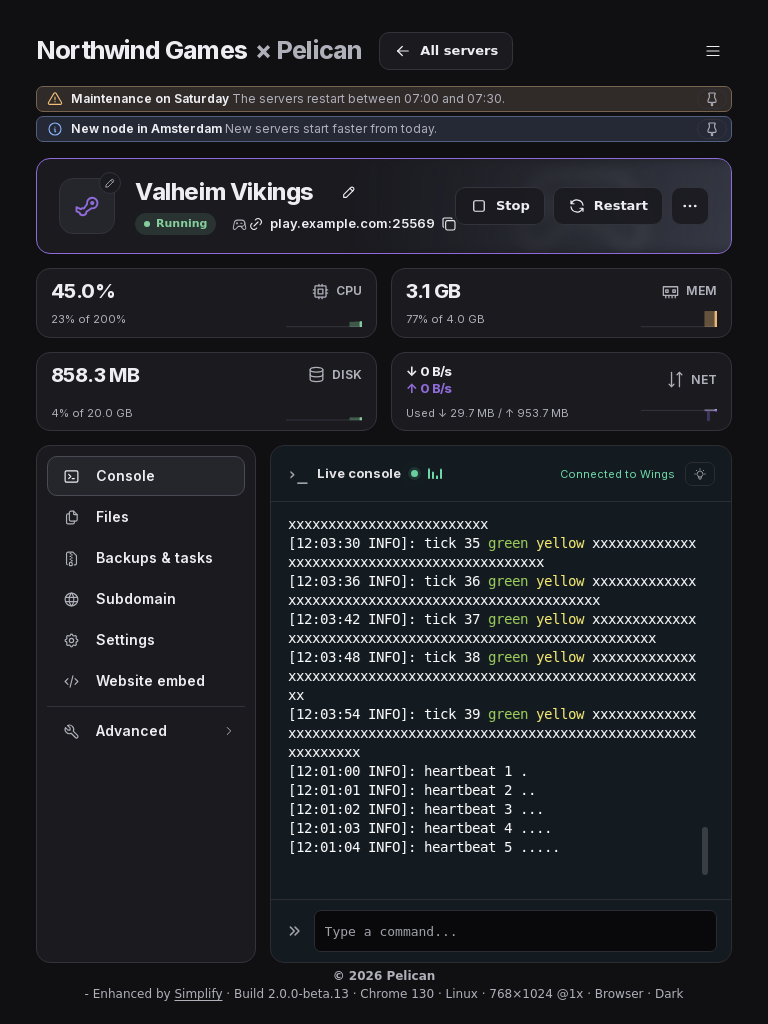 Northwind Games × Pelican
All servers
Maintenance on Saturday The servers restart between 07:00 and 07:30.
New node in Amsterdam New servers start faster from today.
Valheim Vikings
Running
play.example.com:25569
Stop
Restart
45.0%
CPU
23% of 200%
3.1 GB
MEM
77% of 4.0 GB
858.3 MB
DISK
4% of 20.0 GB
↓ 0 B/s
↑ 0 B/s
NET
Used ↓ 29.7 MB / ↑ 953.7 MB
Console
Files
Backups & tasks
Subdomain
Settings
Website embed
Advanced
Live console
Connected to Wings
xxxxxxxxxxxxxxxxxxxxxxxxx
[12:03:30 INFO]: tick 35 green yellow xxxxxxxxxxxxx
xxxxxxxxxxxxxxxxxxxxxxxxxxxxxxxx
[12:03:36 INFO]: tick 36 green yellow xxxxxxxxxxxxx
xxxxxxxxxxxxxxxxxxxxxxxxxxxxxxxxxxxxxxx
[12:03:42 INFO]: tick 37 green yellow xxxxxxxxxxxxx
xxxxxxxxxxxxxxxxxxxxxxxxxxxxxxxxxxxxxxxxxxxxxx
[12:03:48 INFO]: tick 38 green yellow xxxxxxxxxxxxx
xxxxxxxxxxxxxxxxxxxxxxxxxxxxxxxxxxxxxxxxxxxxxxxxxxx
xx
[12:03:54 INFO]: tick 39 green yellow xxxxxxxxxxxxx
xxxxxxxxxxxxxxxxxxxxxxxxxxxxxxxxxxxxxxxxxxxxxxxxxxx
xxxxxxxxx
[12:01:00 INFO]: heartbeat 1 .
[12:01:01 INFO]: heartbeat 2 ..
[12:01:02 INFO]: heartbeat 3 ...
[12:01:03 INFO]: heartbeat 4 ....
[12:01:04 INFO]: heartbeat 5 .....
Type a command...
© 2026 Pelican
- Enhanced by Simplify · Build 2.0.0-beta.13 · Chrome 130 · Linux · 768×1024 @1x · Browser · Dark